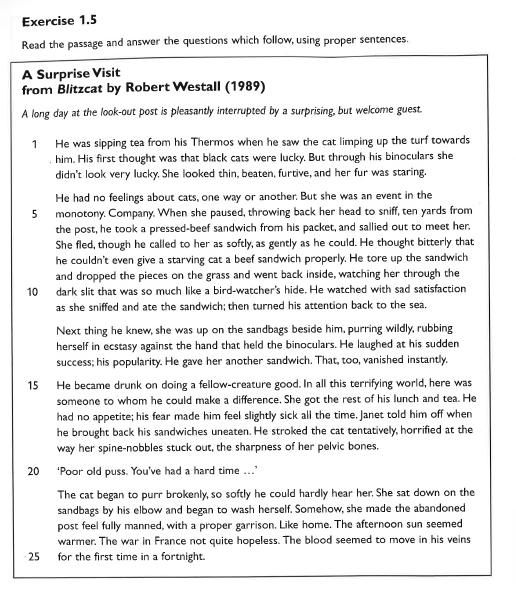 Exercise 1.5
Read the passage and answer the questions which follow, using proper sentences.
A Surprise Visit
from Blitzcat by Robert Westall (1989)
A long day at the look-out post is pleasantly interrupted by a surprising, but welcome guest.
1 He was sipping tea from his Thermos when he saw the cat limping up the turf towards
him. His first thought was that black cats were lucky. But through his binoculars she
didn't look very lucky. She looked thin, beaten, furtive, and her fur was staring.
He had no feelings about cats, one way or another. But she was an event in the
5 monotony. Company. When she paused, throwing back her head to sniff, ten yards from
the post, he took a pressed-beef sandwich from his packet, and sallied out to meet her.
She fled, though he called to her as softly, as gently as he could. He thought bitterly that
he couldn't even give a starving cat a beef sandwich properly. He tore up the sandwich
and dropped the pieces on the grass and went back inside, watching her through the
10 dark slit that was so much like a bird-watcher's hide. He watched with sad satisfaction
as she sniffed and ate the sandwich; then turned his attention back to the sea.
Next thing he knew, she was up on the sandbags beside him, purring wildly, rubbing
herself in ecstasy against the hand that held the binoculars. He laughed at his sudden
success; his popularity. He gave her another sandwich. That, too, vanished instantly.
15 He became drunk on doing a fellow-creature good. In all this terrifying world, here was
someone to whom he could make a difference. She got the rest of his lunch and tea. He
had no appetite; his fear made him feel slightly sick all the time. Janet told him off when
he brought back his sandwiches uneaten. He stroked the cat tentatively, horrified at the
way her spine-nobbles stuck out, the sharpness of her pelvic bones.
20 'Poor old puss. You've had a hard time ...'
The cat began to purr brokenly, so softly he could hardly hear her. She sat down on the
sandbags by his elbow and began to wash herself. Somehow, she made the abandoned
post feel fully manned, with a proper garrison. Like home. The afternoon sun seemed
warmer. The war in France not quite hopeless. The blood seemed to move in his veins
25 for the first time in a fortnight.